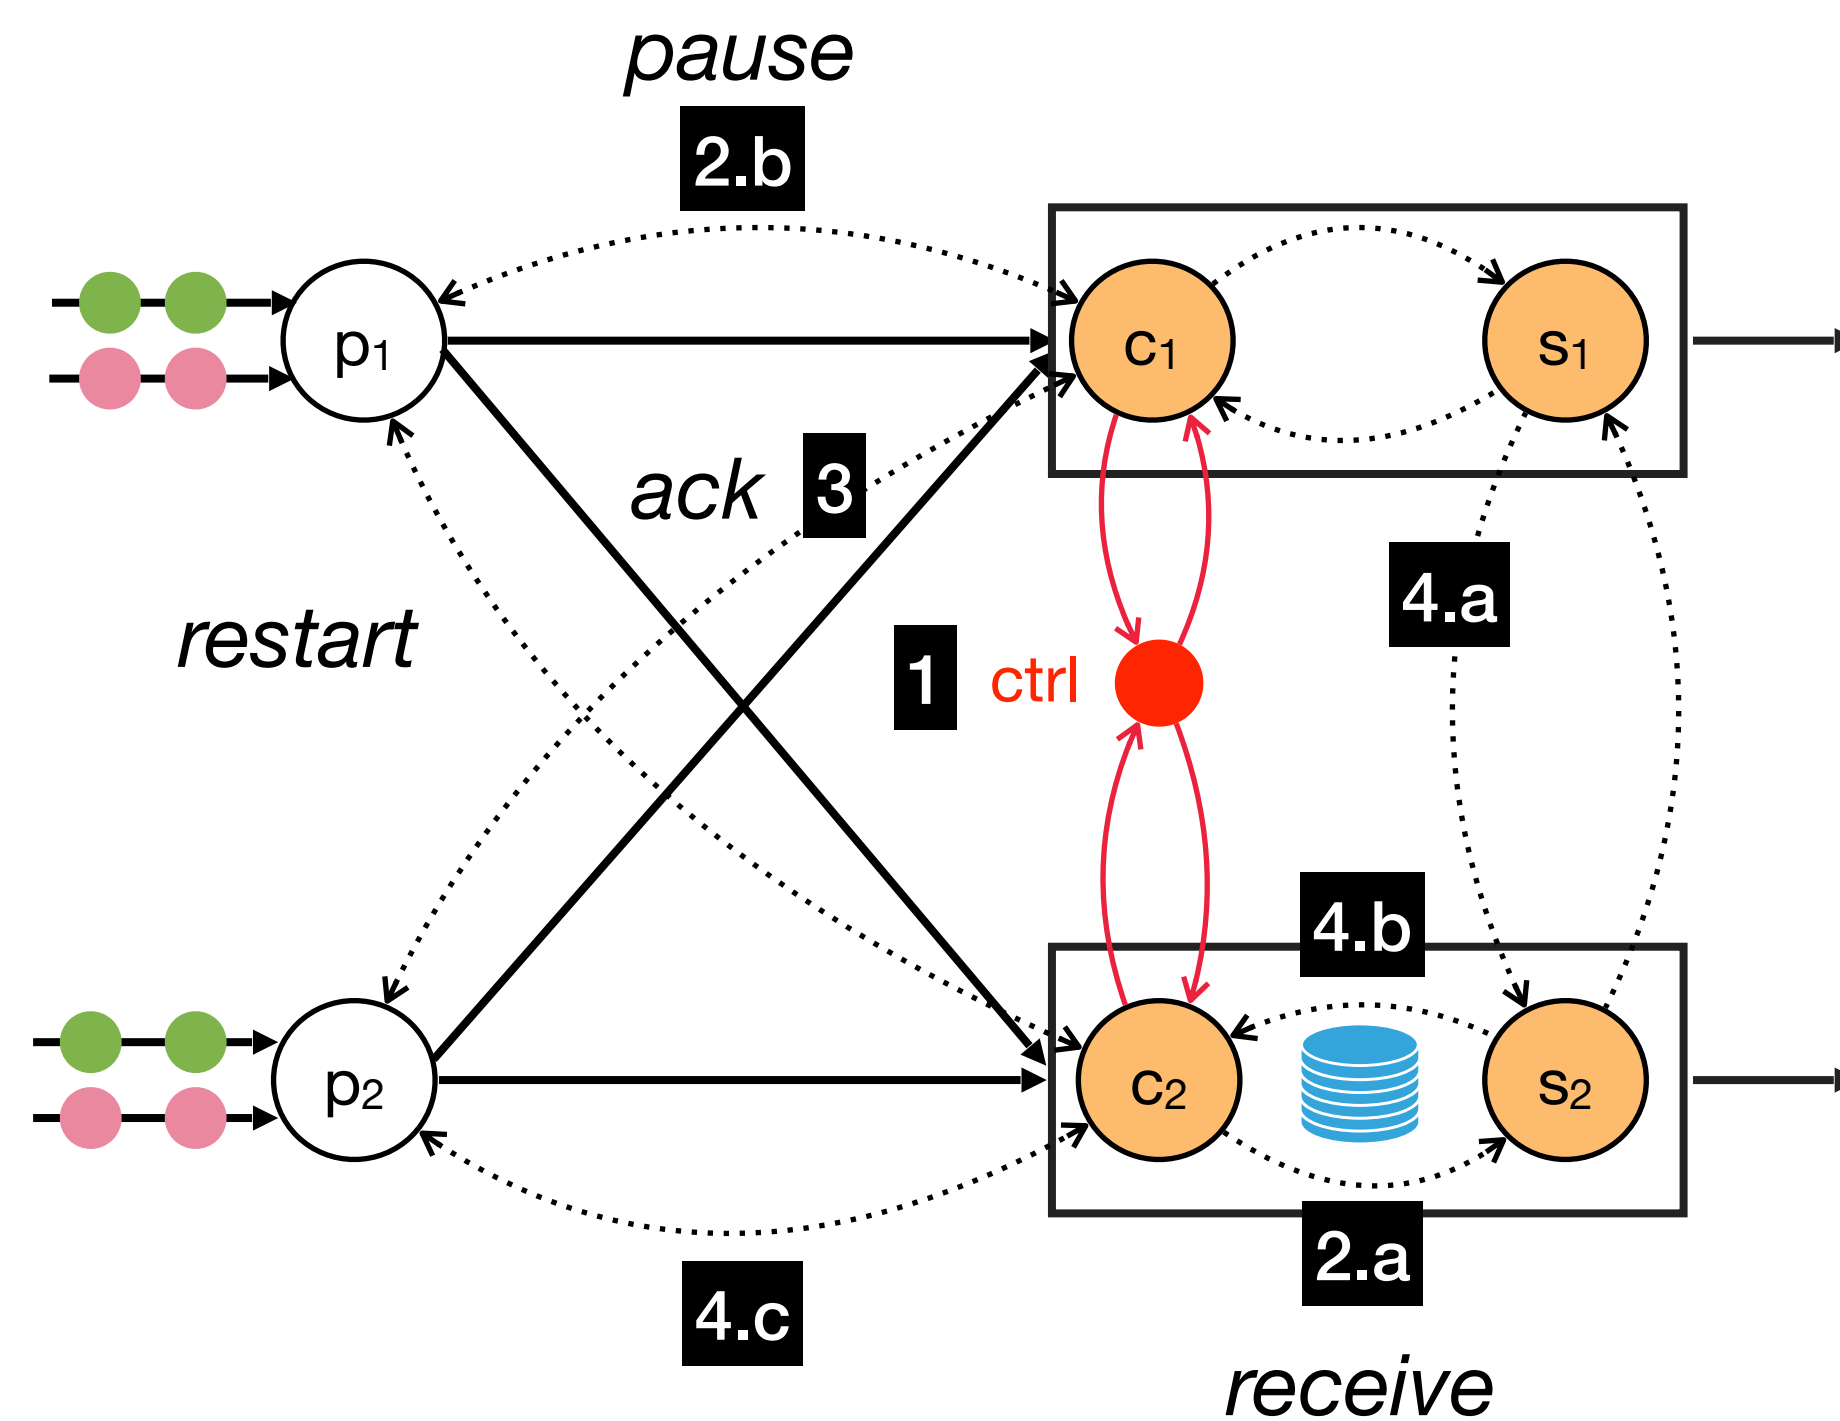 pause
2.b
p₁
c₁
s₁
ack
3
4.a
restart
1
ctrl
4.b
p₂
c₂
s₂
2.a
4.c
receive